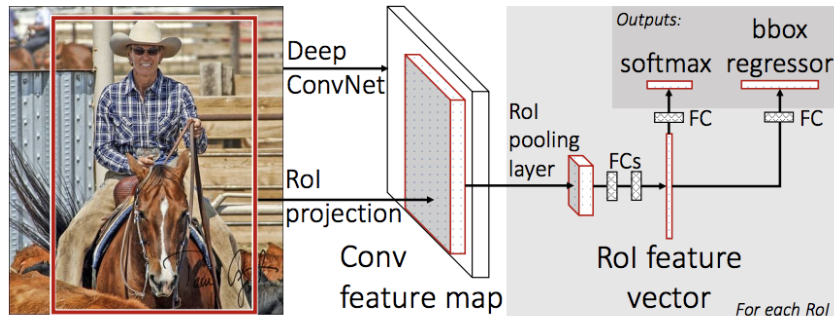 Deep
ConvNet
RoI
projection
Conv
feature map
RoI
pooling
layer
FCs
RoI feature
vector
For each RoI
Outputs:
softmax
FC
bbox
regressor
FC